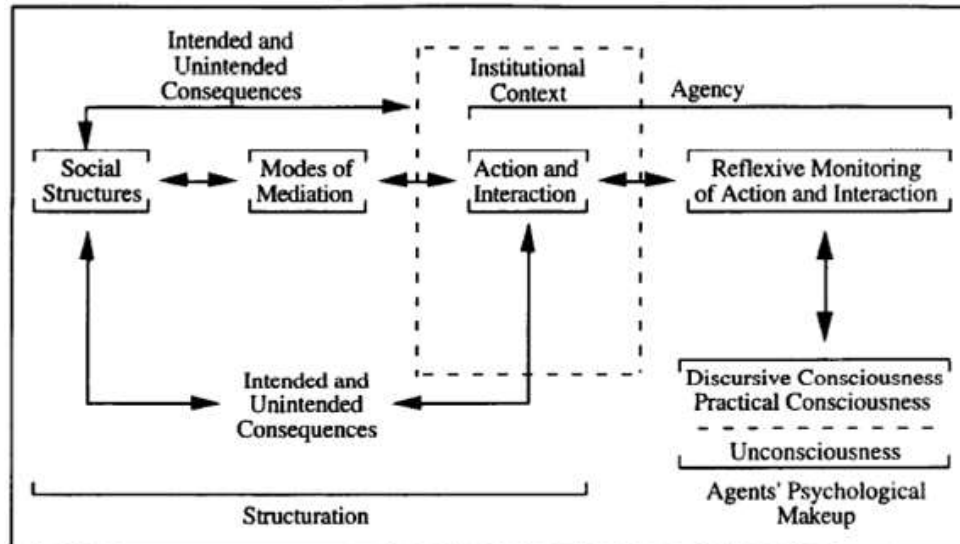 Intended and
Unintended
Consequences
Institutional
Context
Agency
Social
Structures
Modes of
Mediation
Action and
Interaction
Reflexive Monitoring
of Action and Interaction
Intended and
Unintended
Consequences
Discursive Consciousness
Practical Consciousness
Unconsciousness
Agents' Psychological
Makeup
Structuration